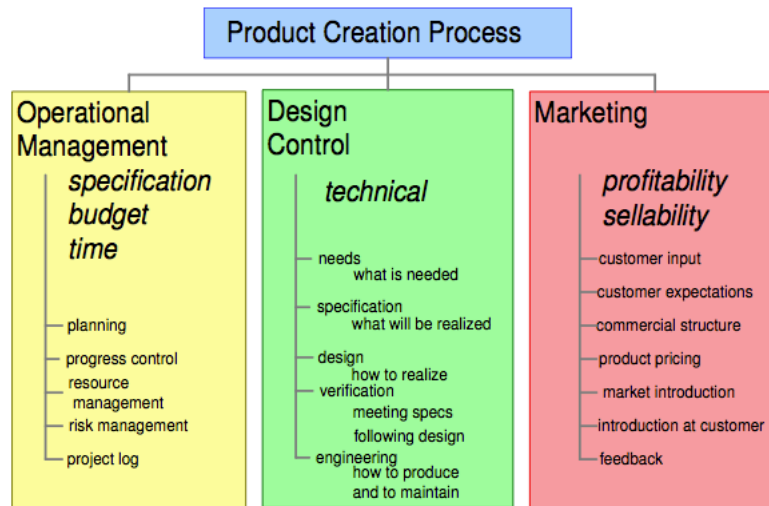 Product Creation Process
Operational
Management
specification
budget
time
planning
progress control
resource
management
risk management
project log
Design
Control
technical
needs
what is needed
specification
what will be realized
design
how to realize
verification
meeting specs
following design
engineering
how to produce
and to maintain
Marketing
profitability
sellability
customer input
customer expectations
commercial structure
product pricing
market introduction
introduction at customer
feedback